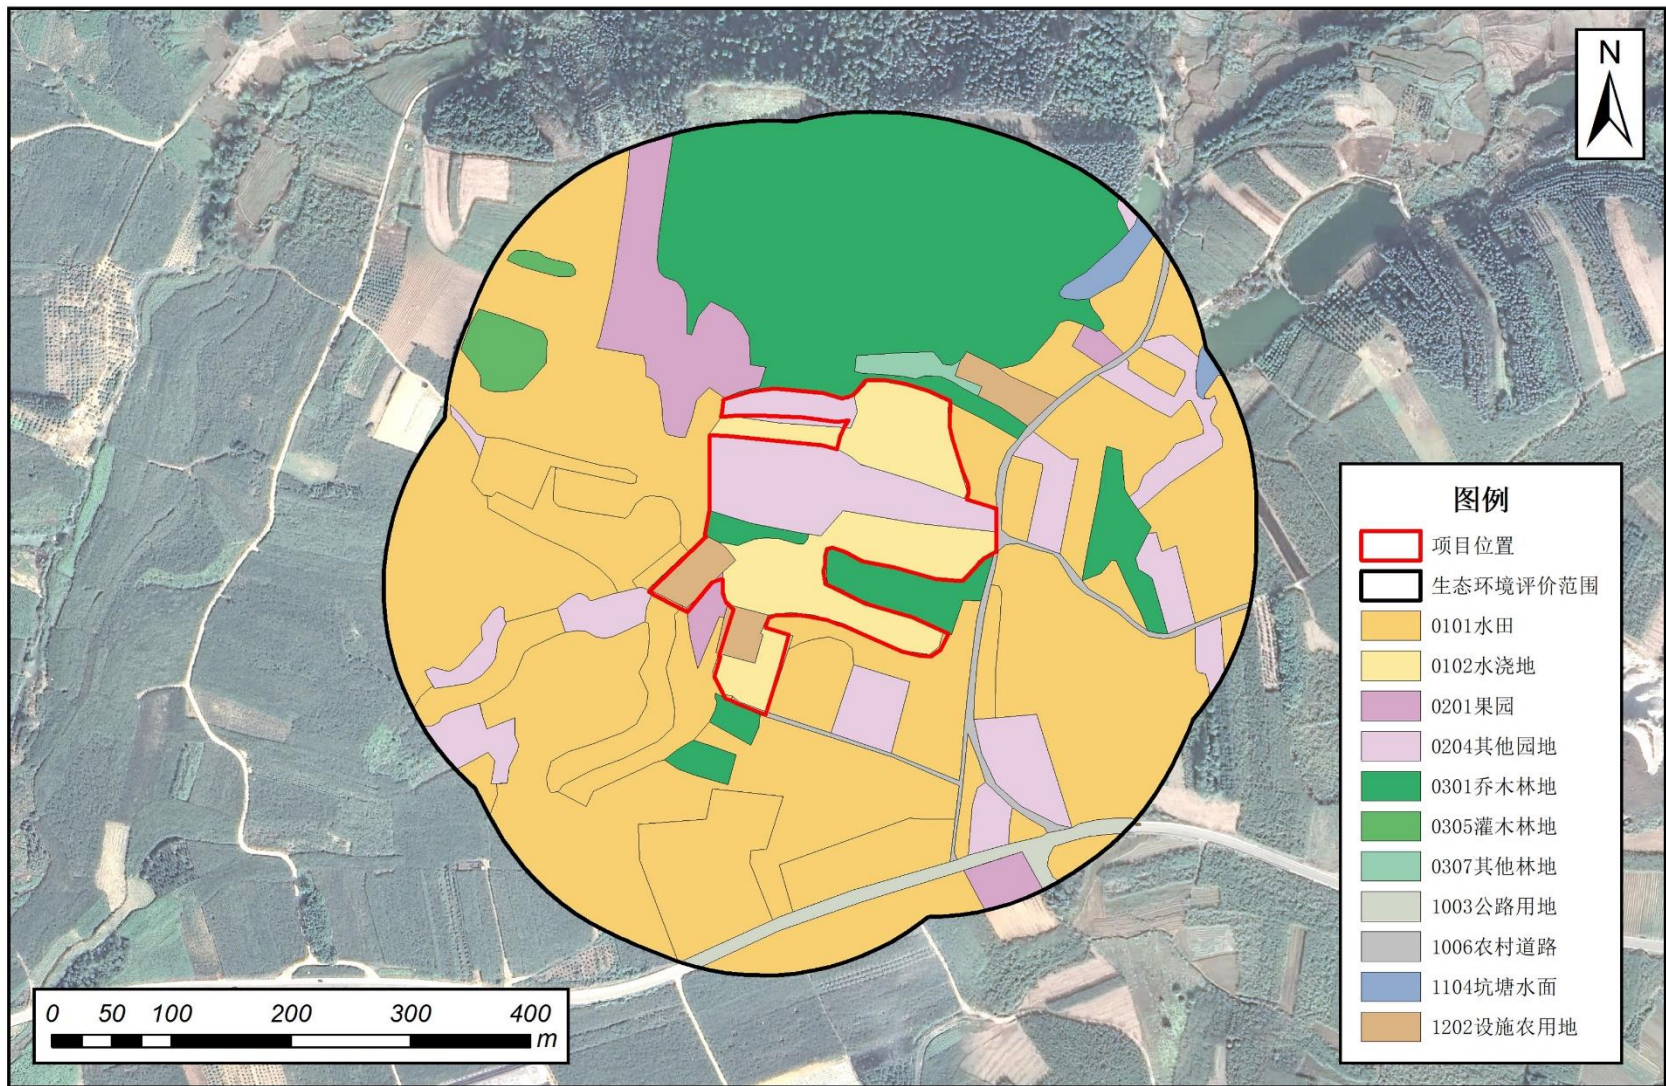 N
图例
项目位置
生态环境评价范围
0101水田
0102水浇地
0201果园
0204其他园地
0301乔木林地
0305灌木林地
0307其他林地
1003公路用地
1006农村道路
1104坑塘水面
1202设施农用地
0 50 100 200 300 400
m